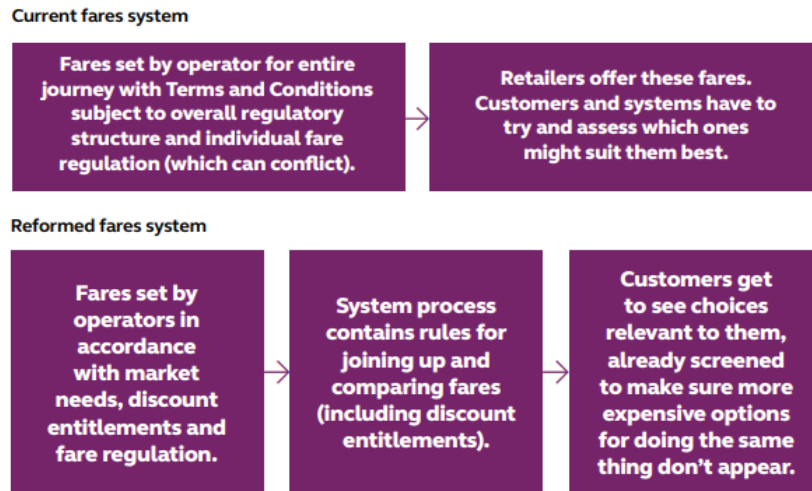 Current fares system
Fares set by operator for entire
journey with Terms and Conditions
subject to overall regulatory
structure and individual fare
regulation (which can conflict).
Retailers offer these fares.
Customers and systems have to
try and assess which ones
might suit them best.
Reformed fares system
Fares set by
operators in
accordance
with market
needs, discount
entitlements and
fare regulation.
System process
contains rules for
joining up and
comparing fares
(including discount
entitlements).
Customers get
to see choices
relevant to them,
already screened
to make sure more
expensive options
for doing the same
thing don't appear.